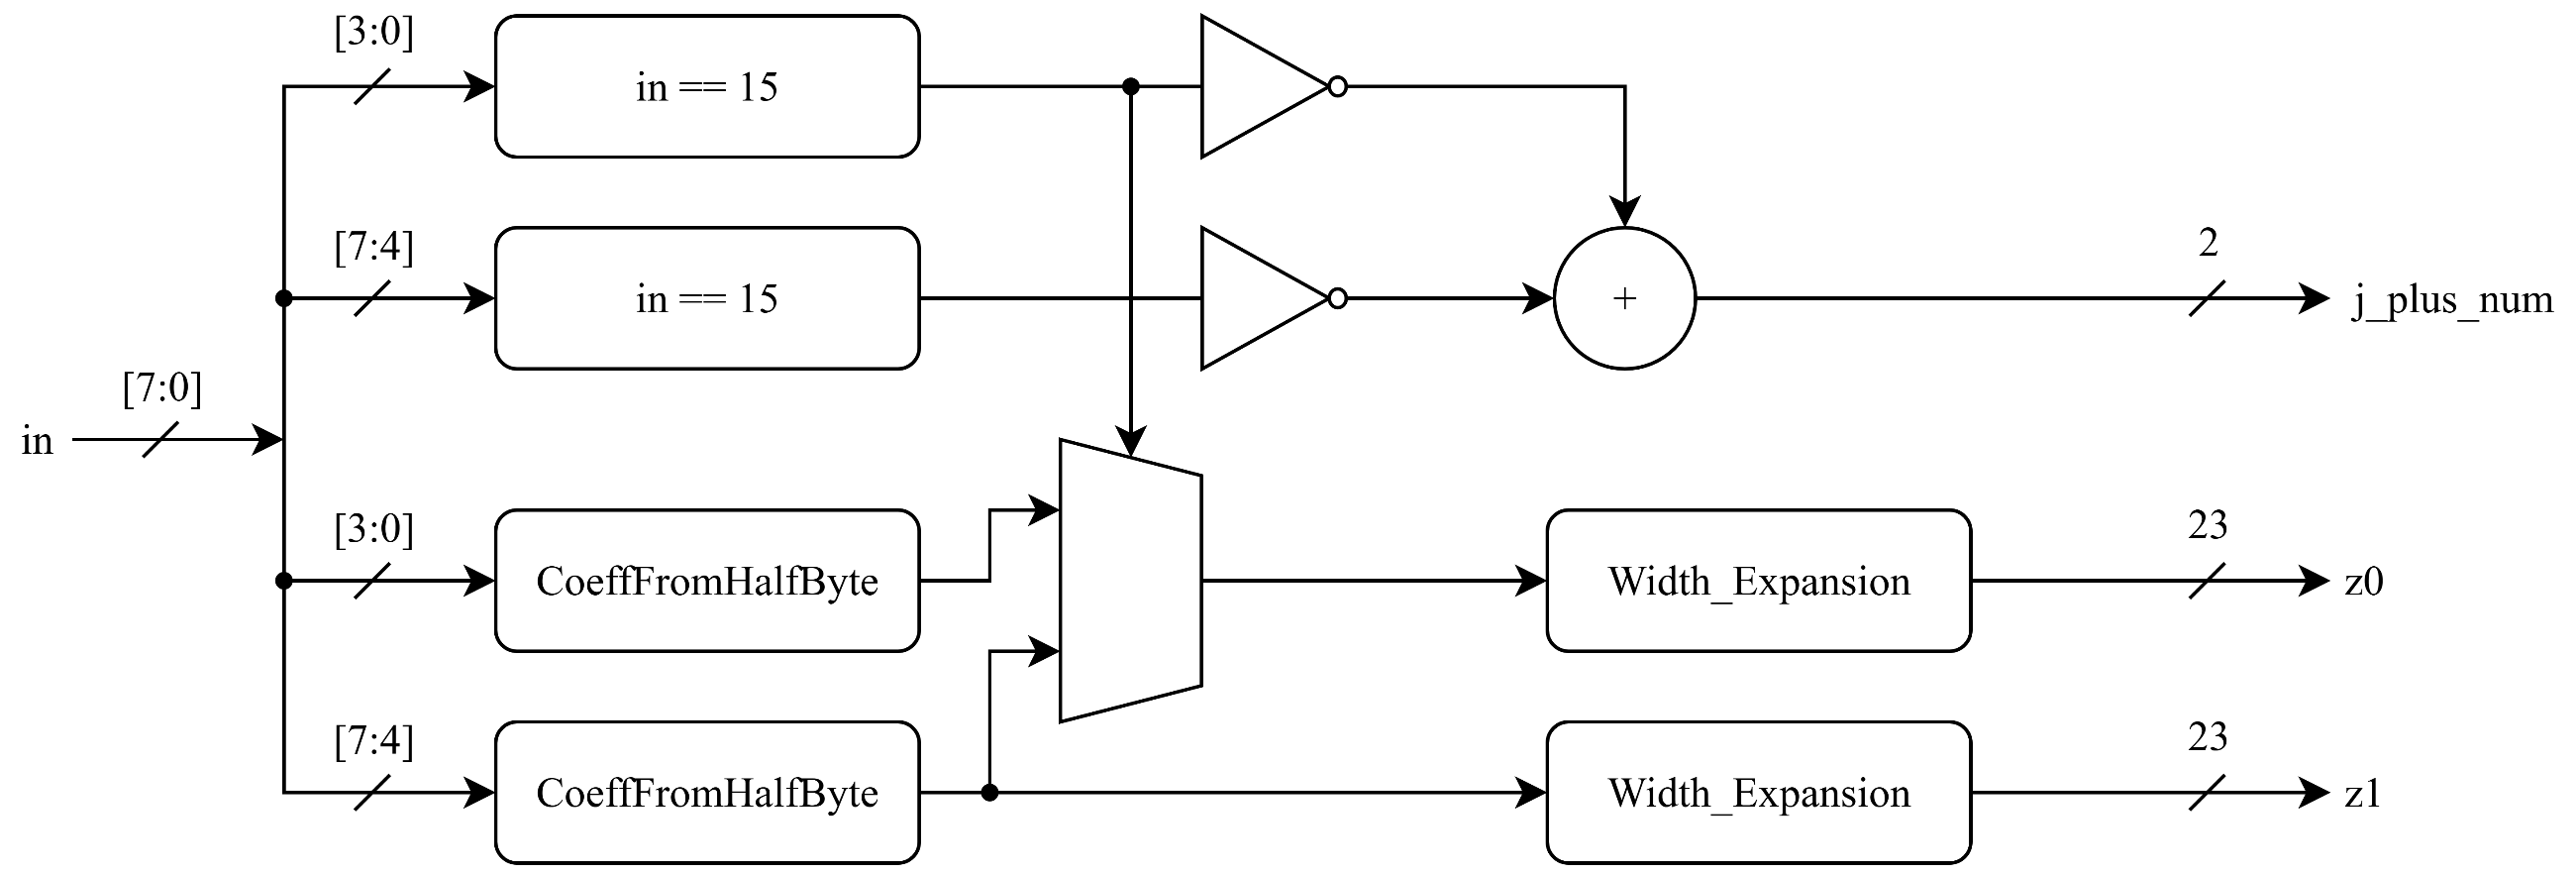 [3:0]
in == 15
[7:4]
in == 15
+
2
j_plus_num
[7:0]
in
[3:0]
CoeffFromHalfByte
Width_Expansion
23
z0
[7:4]
CoeffFromHalfByte
Width_Expansion
23
z1